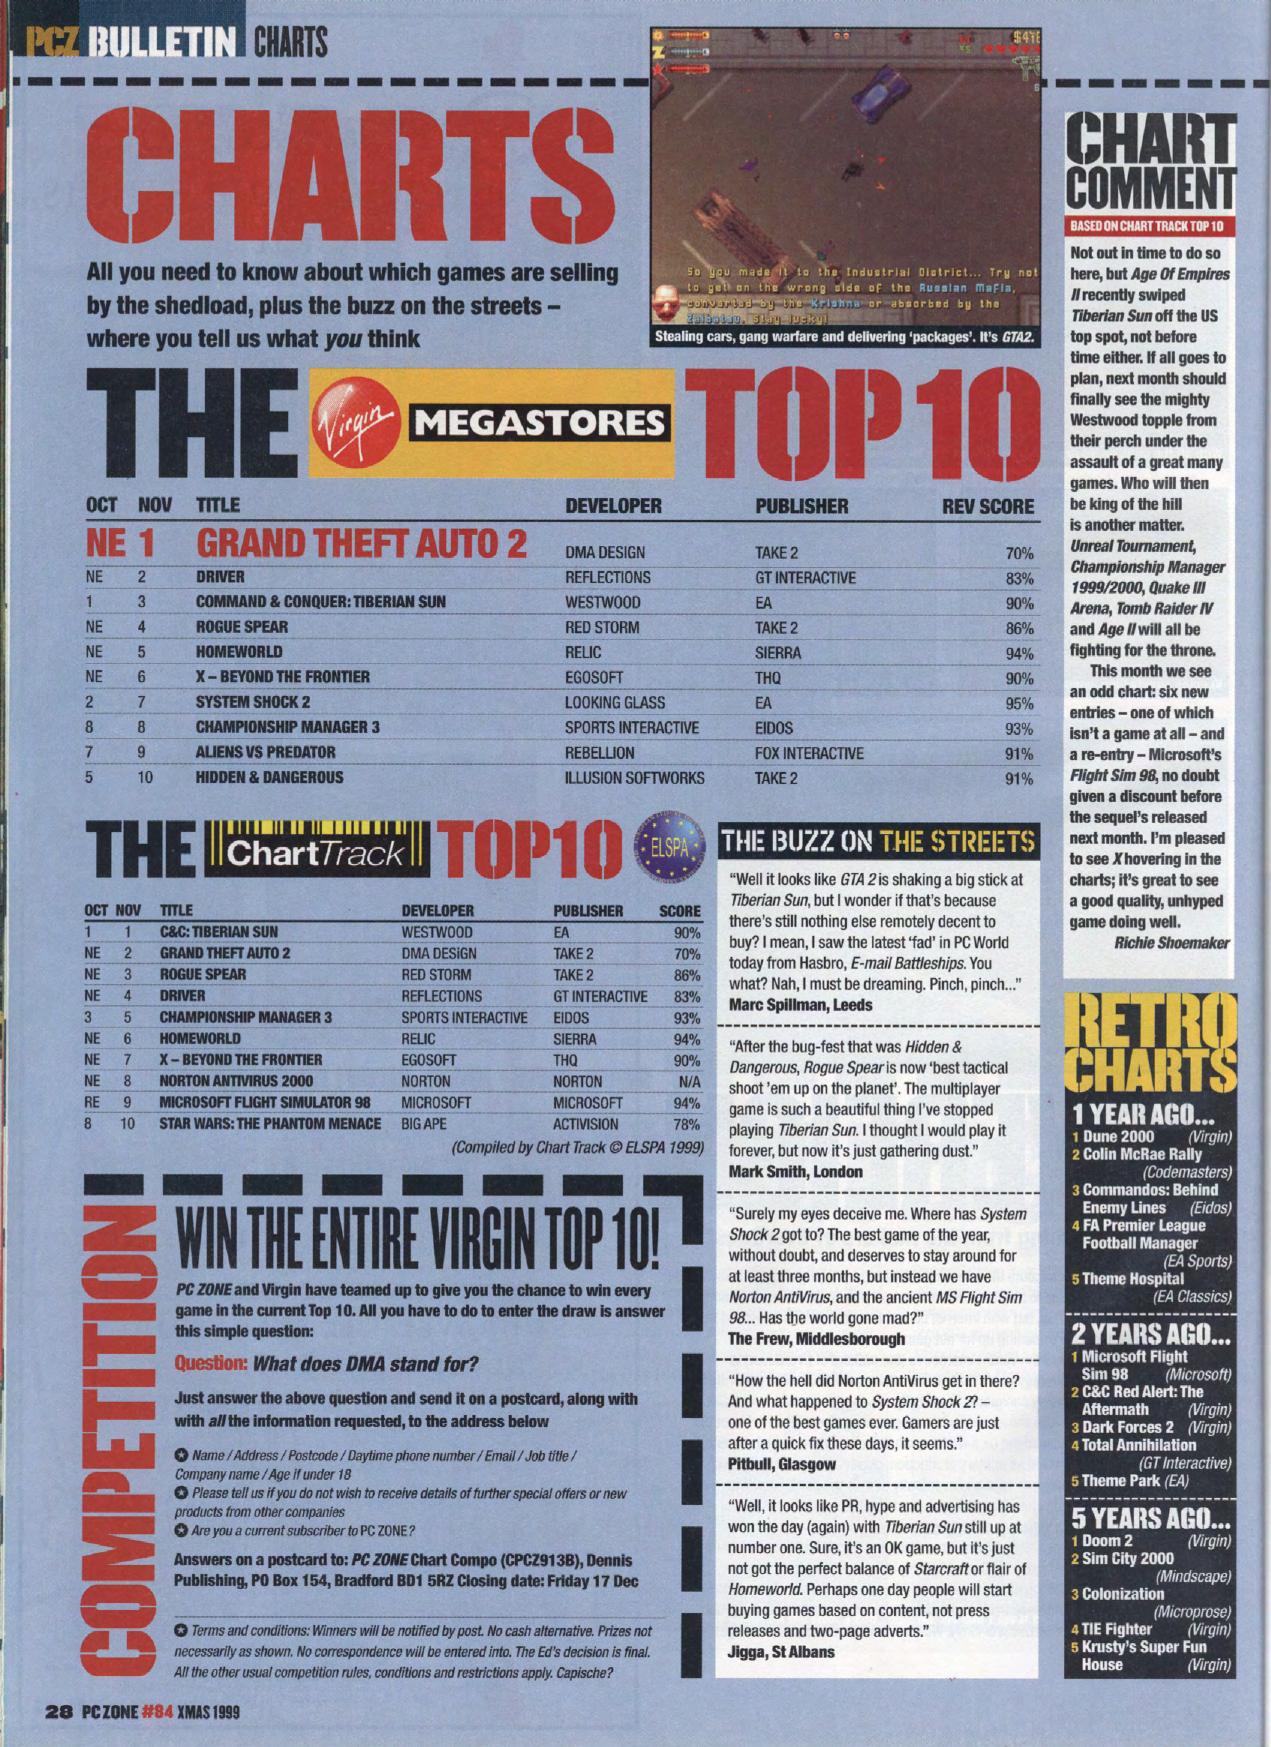 PCZ BULLETIN CHARTS
CHARTS
All you need to know about which games are selling
by the shedload, plus the buzz on the streets –
where you tell us what you think
$4
So you made it to the Industrial District... Try not
to get on the wrong side of the Russian Mafia,
converted by the Krishna or absorbed by the
Zaibatsu. Stay lucky!
Stealing cars, gang warfare and delivering ‘packages’. It’s GTA2.
THE Virgin MEGASTORES TOP 10
OCT NOV TITLE DEVELOPER PUBLISHER REV SCORE
NE 1 GRAND THEFT AUTO 2 DMA DESIGN TAKE 2 70%
NE 2 DRIVER REFLECTIONS GT INTERACTIVE 83%
1 3 COMMAND & CONQUER: TIBERIAN SUN WESTWOOD EA 90%
NE 4 ROGUE SPEAR RED STORM TAKE 2 86%
NE 5 HOMEWORLD RELIC SIERRA 94%
NE 6 X – BEYOND THE FRONTIER EGOSOFT THQ 90%
2 7 SYSTEM SHOCK 2 LOOKING GLASS EA 95%
8 8 CHAMPIONSHIP MANAGER 3 SPORTS INTERACTIVE EIDOS 93%
7 9 ALIENS VS PREDATOR REBELLION FOX INTERACTIVE 91%
5 10 HIDDEN & DANGEROUS ILLUSION SOFTWORKS TAKE 2 91%
THE ChartTrack TOP10 ELSPA
OCT NOV TITLE DEVELOPER PUBLISHER SCORE
1 1 C&C: TIBERIAN SUN WESTWOOD EA 90%
NE 2 GRAND THEFT AUTO 2 DMA DESIGN TAKE 2 70%
NE 3 ROGUE SPEAR RED STORM TAKE 2 86%
NE 4 DRIVER REFLECTIONS GT INTERACTIVE 83%
3 5 CHAMPIONSHIP MANAGER 3 SPORTS INTERACTIVE EIDOS 93%
NE 6 HOMEWORLD RELIC SIERRA 94%
NE 7 X – BEYOND THE FRONTIER EGOSOFT THQ 90%
NE 8 NORTON ANTIVIRUS 2000 NORTON NORTON N/A
RE 9 MICROSOFT FLIGHT SIMULATOR 98 MICROSOFT MICROSOFT 94%
8 10 STAR WARS: THE PHANTOM MENACE BIG APE ACTIVISION 78%
(Compiled by Chart Track © ELSPA 1999)
COMPETITION
WIN THE ENTIRE VIRGIN TOP 10!
PC ZONE and Virgin have teamed up to give you the chance to win every
game in the current Top 10. All you have to do to enter the draw is answer
this simple question:
Question: What does DMA stand for?
Just answer the above question and send it on a postcard, along with
with all the information requested, to the address below
✪ Name / Address / Postcode / Daytime phone number / Email / Job title /
Company name / Age if under 18
✪ Please tell us if you do not wish to receive details of further special offers or new
products from other companies
✪ Are you a current subscriber to PC ZONE?
Answers on a postcard to: PC ZONE Chart Compo (CPCZ913B), Dennis
Publishing, PO Box 154, Bradford BD1 5RZ Closing date: Friday 17 Dec
✪ Terms and conditions: Winners will be notified by post. No cash alternative. Prizes not
necessarily as shown. No correspondence will be entered into. The Ed’s decision is final.
All the other usual competition rules, conditions and restrictions apply. Capische?
THE BUZZ ON THE STREETS
“Well it looks like GTA 2 is shaking a big stick at
Tiberian Sun, but I wonder if that’s because
there’s still nothing else remotely decent to
buy? I mean, I saw the latest ‘fad’ in PC World
today from Hasbro, E-mail Battleships. You
what? Nah, I must be dreaming. Pinch, pinch...”
Marc Spillman, Leeds
“After the bug-fest that was Hidden &
Dangerous, Rogue Spear is now ‘best tactical
shoot ’em up on the planet’. The multiplayer
game is such a beautiful thing I’ve stopped
playing Tiberian Sun. I thought I would play it
forever, but now it’s just gathering dust.”
Mark Smith, London
“Surely my eyes deceive me. Where has System
Shock 2 got to? The best game of the year,
without doubt, and deserves to stay around for
at least three months, but instead we have
Norton AntiVirus, and the ancient MS Flight Sim
98... Has the world gone mad?”
The Frew, Middlesborough
“How the hell did Norton AntiVirus get in there?
And what happened to System Shock 2? –
one of the best games ever. Gamers are just
after a quick fix these days, it seems.”
Pitbull, Glasgow
“Well, it looks like PR, hype and advertising has
won the day (again) with Tiberian Sun still up at
number one. Sure, it’s an OK game, but it’s just
not got the perfect balance of Starcraft or flair of
Homeworld. Perhaps one day people will start
buying games based on content, not press
releases and two-page adverts.”
Jigga, St Albans
CHART
COMMENT
BASED ON CHART TRACK TOP 10
Not out in time to do so
here, but Age Of Empires
II recently swiped
Tiberian Sun off the US
top spot, not before
time either. If all goes to
plan, next month should
finally see the mighty
Westwood topple from
their perch under the
assault of a great many
games. Who will then
be king of the hill
is another matter.
Unreal Tournament,
Championship Manager
1999/2000, Quake III
Arena, Tomb Raider IV
and Age II will all be
fighting for the throne.
This month we see
an odd chart: six new
entries – one of which
isn’t a game at all – and
a re-entry – Microsoft’s
Flight Sim 98, no doubt
given a discount before
the sequel’s released
next month. I’m pleased
to see X hovering in the
charts; it’s great to see
a good quality, unhyped
game doing well.
Richie Shoemaker
RETRO
CHARTS
1 YEAR AGO...
1 Dune 2000 (Virgin)
2 Colin McRae Rally
(Codemasters)
3 Commandos: Behind
Enemy Lines (Eidos)
4 FA Premier League
Football Manager
(EA Sports)
5 Theme Hospital
(EA Classics)
2 YEARS AGO...
1 Microsoft Flight
Sim 98 (Microsoft)
2 C&C Red Alert: The
Aftermath (Virgin)
3 Dark Forces 2 (Virgin)
4 Total Annihilation
(GT Interactive)
5 Theme Park (EA)
5 YEARS AGO...
1 Doom 2 (Virgin)
2 Sim City 2000
(Mindscape)
3 Colonization
(Microprose)
4 TIE Fighter (Virgin)
5 Krusty’s Super Fun
House (Virgin)
28 PC ZONE #84 XMAS 1999